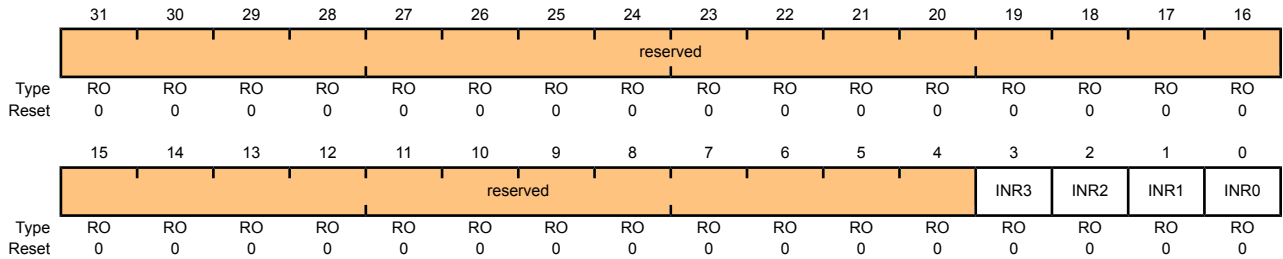 31 30 29 28 27 26 25 24 23 22 21 20 19 18 17 16
reserved
Type RO RO RO RO RO RO RO RO RO RO RO RO RO RO RO RO
Reset 0 0 0 0 0 0 0 0 0 0 0 0 0 0 0 0
15 14 13 12 11 10 9 8 7 6 5 4 3 2 1 0
reserved INR3 INR2 INR1 INR0
Type RO RO RO RO RO RO RO RO RO RO RO RO RO RO RO RO
Reset 0 0 0 0 0 0 0 0 0 0 0 0 0 0 0 0